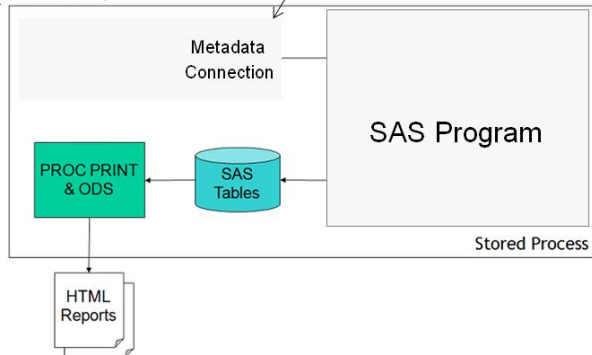 Metadata
Connection
SAS Program
PROC PRINT
& ODS
SAS
Tables
Stored Process
HTML
Reports